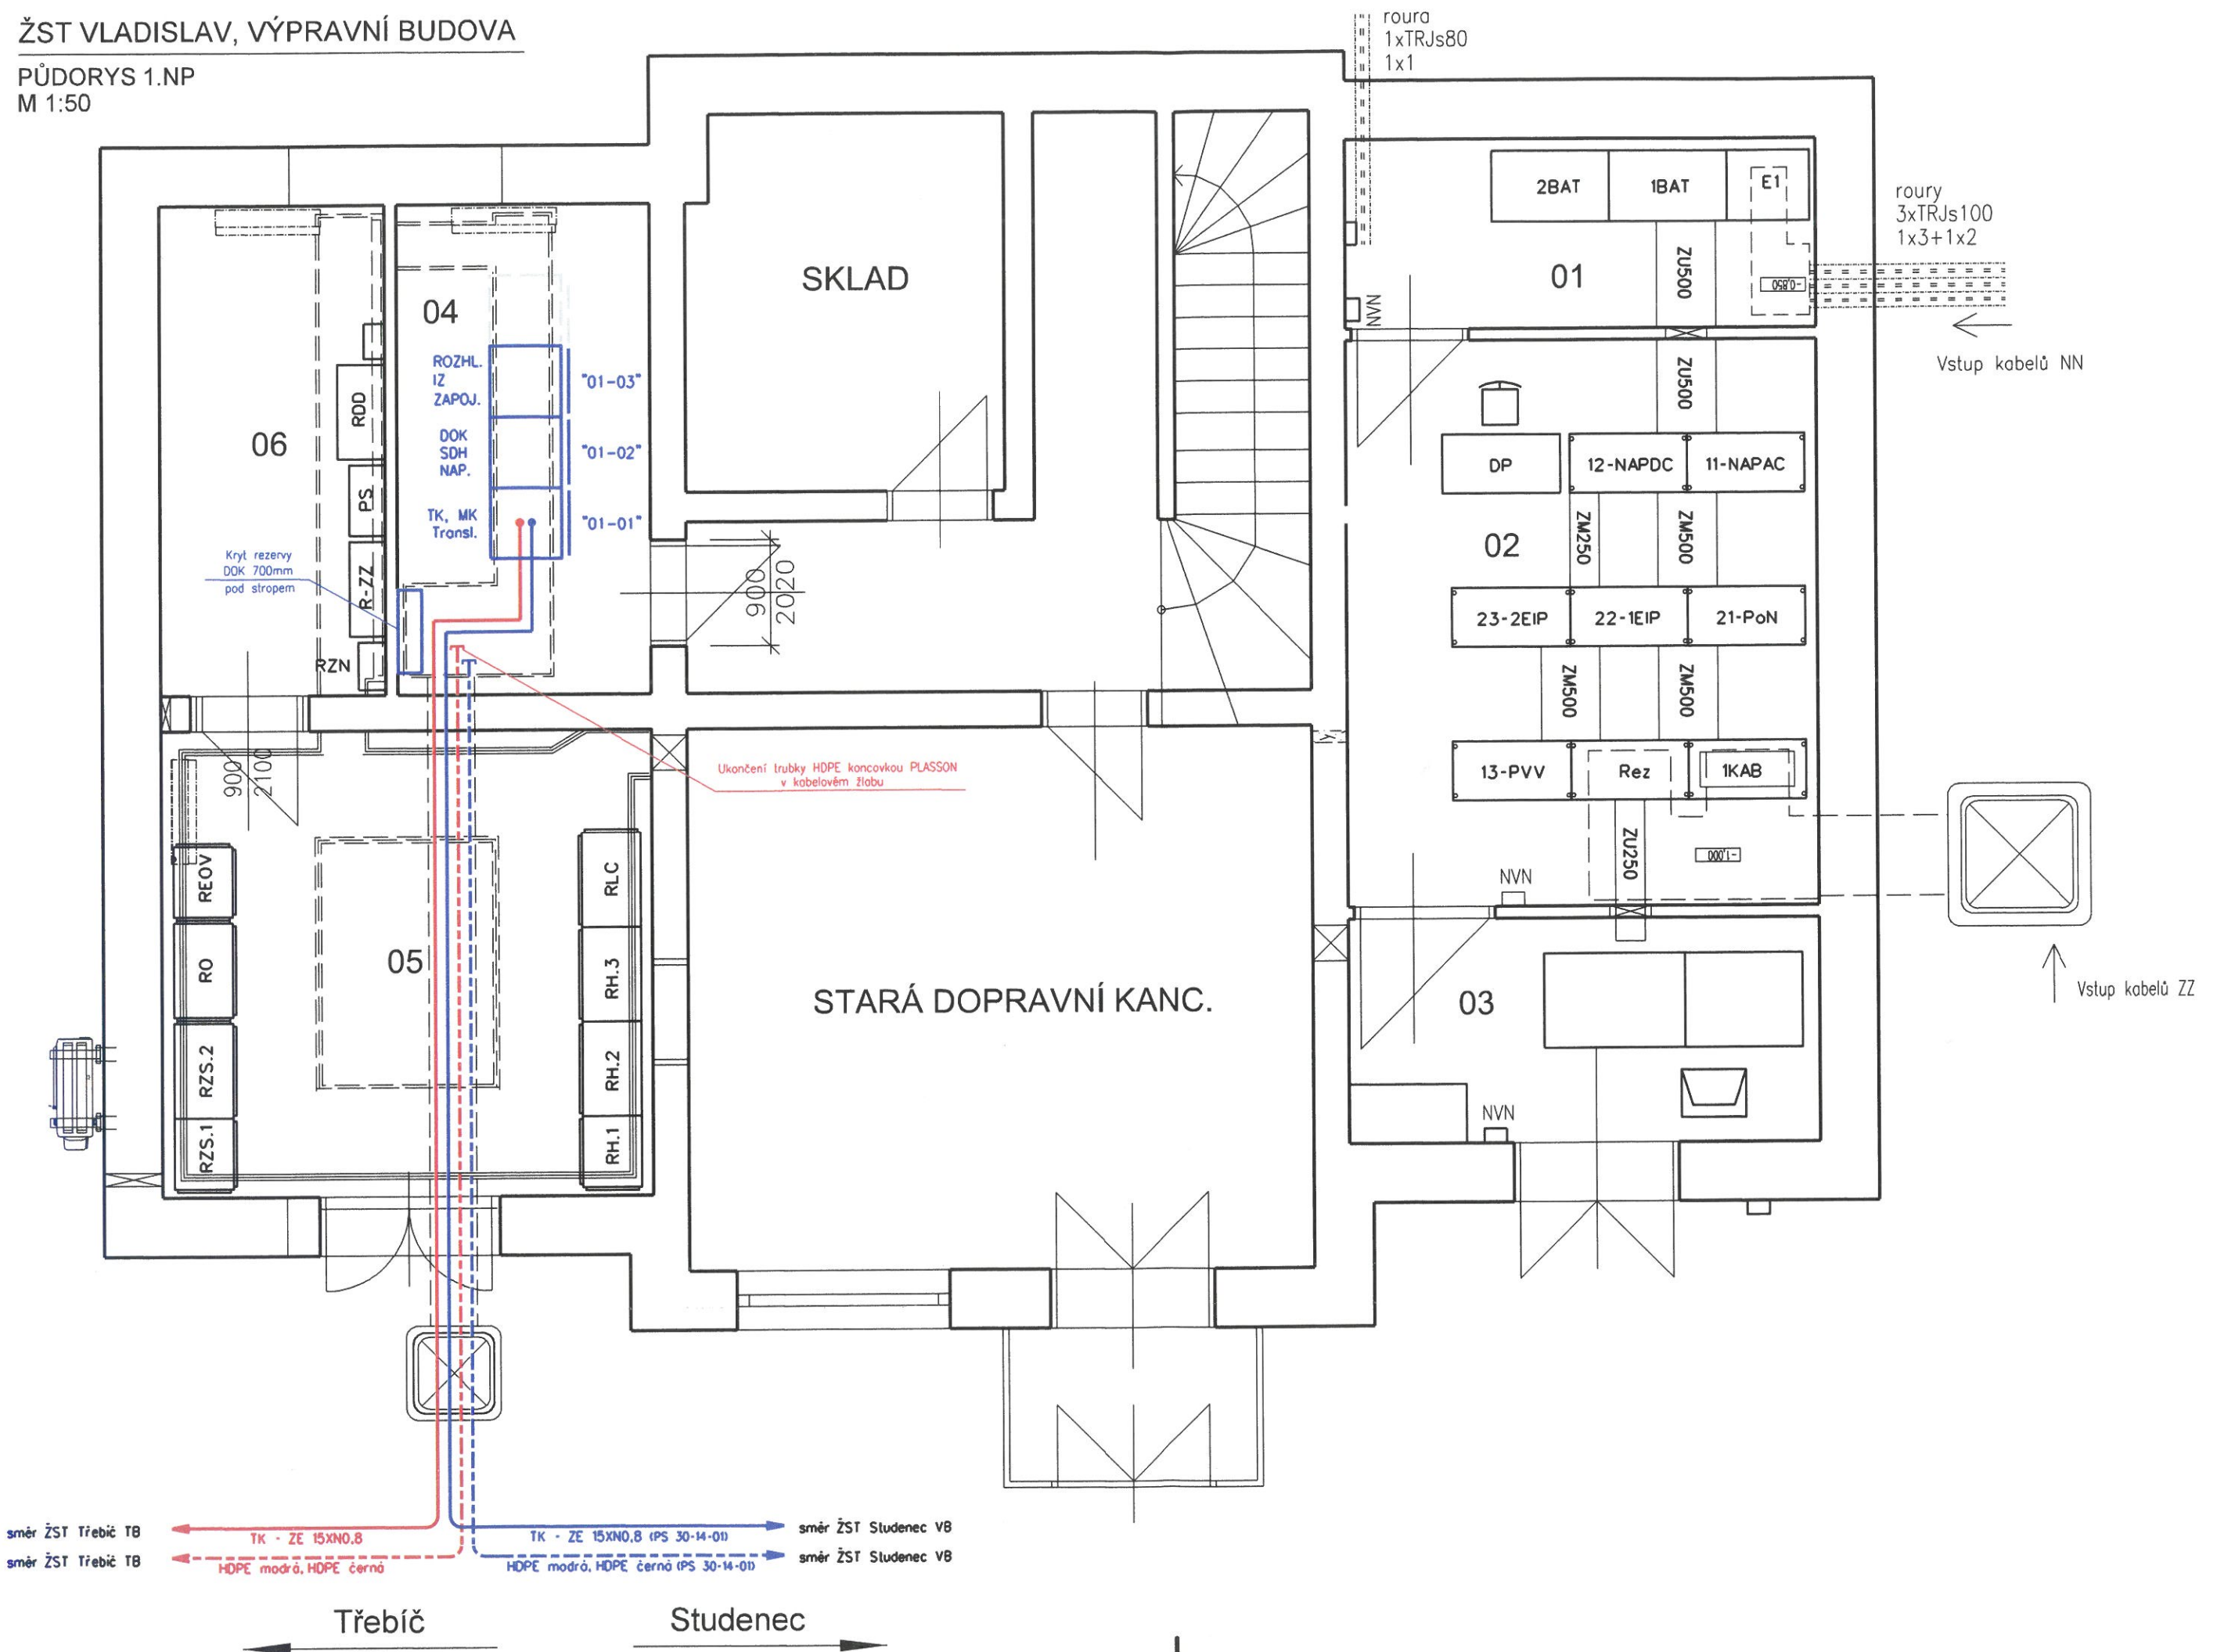 ŽST VLADISLAV, VÝPRAVNÍ BUDOVA
PŮDORYS 1.NP
M 1:50
roura
1xTRJs80
1x1
roury
3xTRJs100
1x3+1x2
Vstup kabelů NN
2BAT
1BAT
E1
ZU500
-0,850
01
NVN
SKLAD
04
ROZHL.
IZ
ZAPOJ.
"01-03"
DOK
SDH
NAP.
"01-02"
TK, MK
Transl.
"01-01"
06
RDD
PS
R-ZZ
RZN
Kryt rezervy
DOK 700mm
pod stropem
900
2020
ZU500
DP
12-NAPDC
11-NAPAC
02
ZM250
ZM500
23-2EIP
22-1EIP
21-PoN
ZM500
ZM500
13-PVV
Rez
1KAB
ZU250
-1,000
NVN
Ukončení trubky HDPE koncovkou PLASSON
v kabelovém žlabu
900
2100
REOV
RO
RZS.2
RZS.1
05
RLC
RH.3
RH.2
RH.1
STARÁ DOPRAVNÍ KANC.
03
NVN
Vstup kabelů ZZ
směr ŽST Třebíč TB
TK - ZE 15XN0,8
TK - ZE 15XN0,8 (PS 30-14-01)
směr ŽST Studenec VB
směr ŽST Třebíč TB
HDPE modrá, HDPE černá
HDPE modrá, HDPE černá (PS 30-14-01)
směr ŽST Studenec VB
Třebíč
Studenec